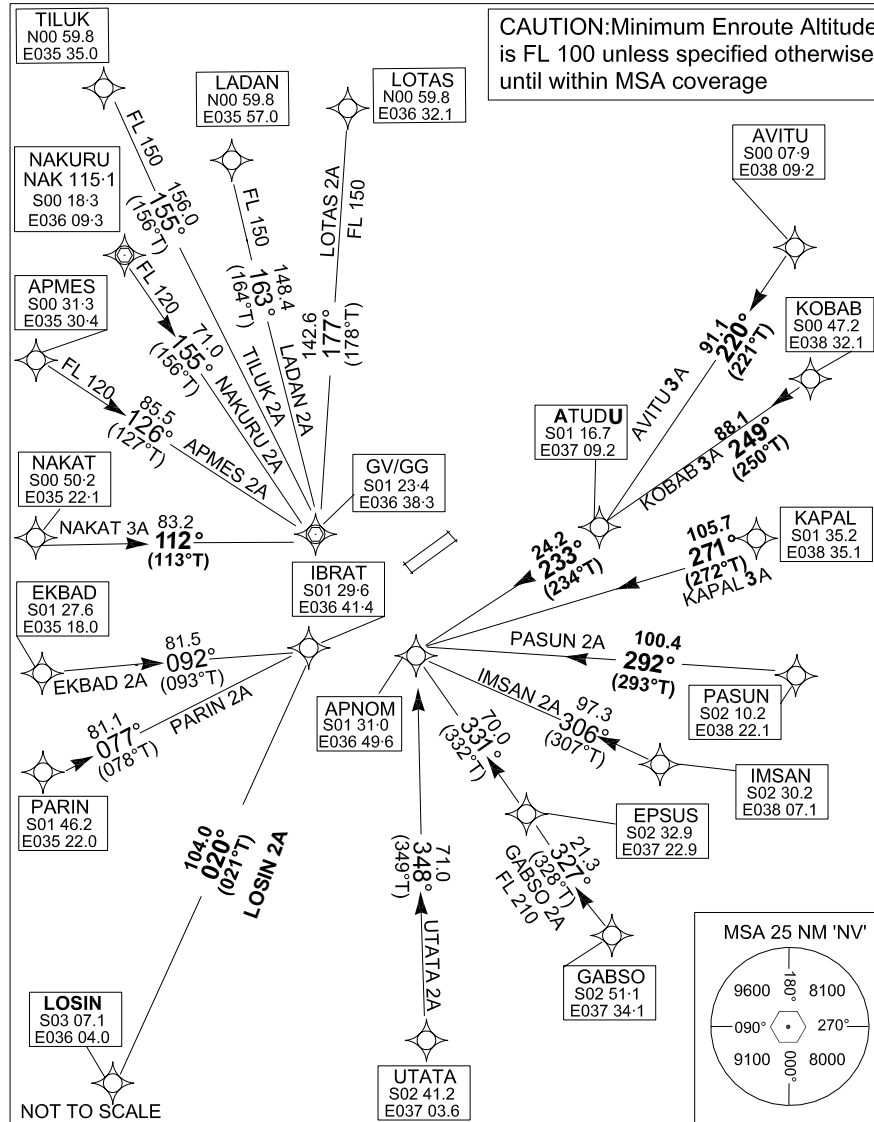 TILUK
N00 59.8
E035 35.0
LADAN
N00 59.8
E035 57.0
LOTAS
N00 59.8
E036 32.1
CAUTION:Minimum Enroute Altitude
is FL 100 unless specified otherwise
until within MSA coverage
NAKURU
NAK 115·1
S00 18·3
E036 09·3
AVITU
S00 07·9
E038 09·2
APMES
S00 31·3
E035 30·4
KOBAB
S00 47.2
E038 32.1
NAKAT
S00 50·2
E035 22·1
ATUDU
S01 16.7
E037 09.2
GV/GG
S01 23·4
E036 38·3
KAPAL
S01 35.2
E038 35.1
EKBAD
S01 27.6
E035 18.0
IBRAT
S01 29·6
E036 41·4
PARIN
S01 46.2
E035 22.0
APNOM
S01 31·0
E036 49·6
PASUN
S02 10.2
E038 22.1
IMSAN
S02 30.2
E038 07.1
EPSUS
S02 32.9
E037 22.9
GABSO
S02 51·1
E037 34·1
LOSIN
S03 07.1
E036 04.0
UTATA
S02 41.2
E037 03.6
FL 150
156.0
155°
(156°T)
TILUK 2A
FL 150
148.4
163°
(164°T)
LADAN 2A
LOTAS 2A
FL 150
142.6
177°
(178°T)
FL 120
71.0
155°
(156°T)
NAKURU 2A
FL 120
85.5
126°
(127°T)
APMES 2A
NAKAT 3A
83.2
112°
(113°T)
EKBAD 2A
81.5
092°
(093°T)
PARIN 2A
81.1
077°
(078°T)
104.0
020°
(021°T)
LOSIN 2A
91.1
220°
(221°T)
AVITU 3A
88.1
249°
(250°T)
KOBAB 3A
24.2
233°
(234°T)
105.7
271°
(272°T)
KAPAL 3A
PASUN 2A
100.4
292°
(293°T)
IMSAN 2A
97.3
306°
(307°T)
70.0
331°
(332°T)
21.3
327°
(328°T)
GABSO 2A
FL 210
71.0
348°
(349°T)
UTATA 2A
MSA 25 NM 'NV'
9600
180°
8100
090°
270°
9100
000°
8000
NOT TO SCALE